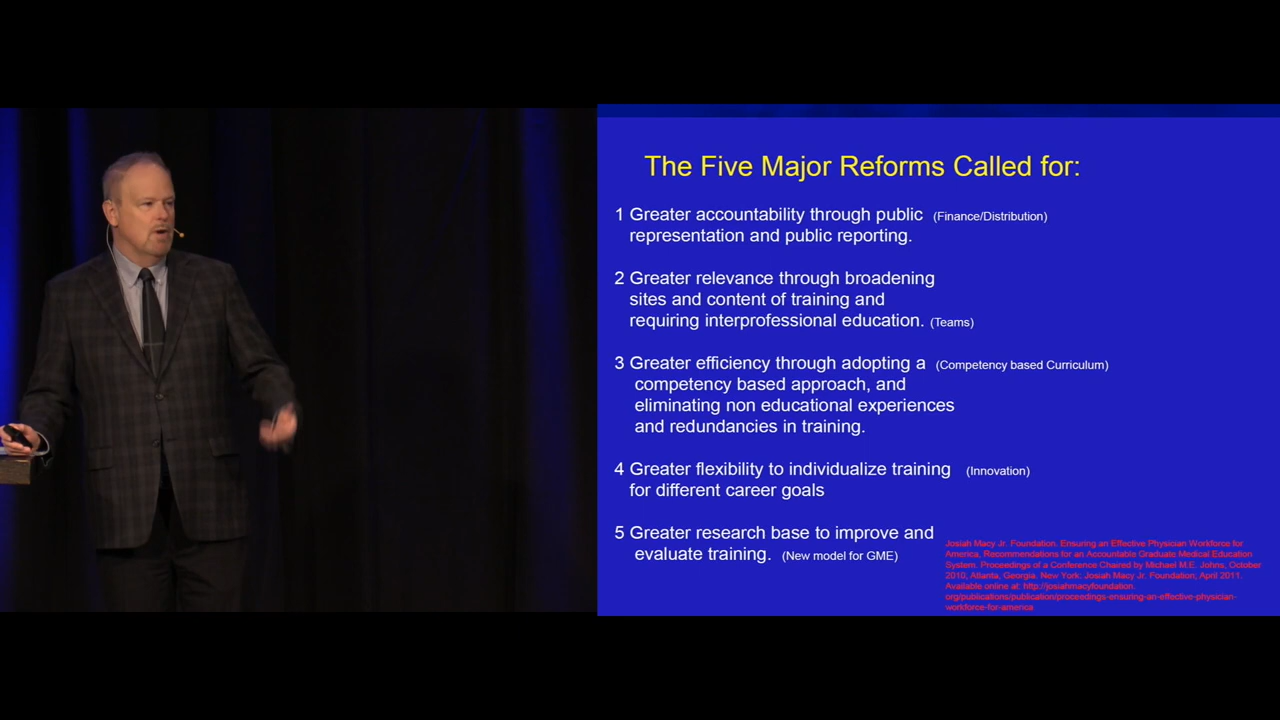 The Five Major Reforms Called for:
1 Greater accountability through public (Finance/Distribution)
representation and public reporting.
2 Greater relevance through broadening
sites and content of training and
requiring interprofessional education. (Teams)
3 Greater efficiency through adopting a (Competency based Curriculum)
competency based approach, and
eliminating non educational experiences
and redundancies in training.
4 Greater flexibility to individualize training (Innovation)
for different career goals
5 Greater research base to improve and
evaluate training. (New model for GME)
Josiah Macy Jr. Foundation. Ensuring an Effective Physician Workforce for
America, Recommendations for an Accountable Graduate Medical Education
System. Proceedings of a Conference Chaired by Michael M.E. Johns, October
2010, Atlanta, Georgia. New York: Josiah Macy Jr. Foundation; April 2011.
Available online at: http://josiahmacyfoundation.
org/publications/publication/proceedings-ensuring-an-effective-physician-
workforce-for-america